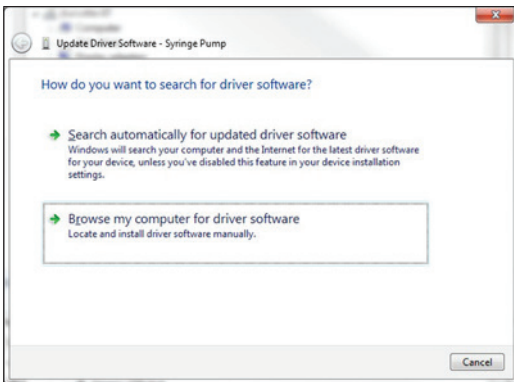 Computer
Update Driver Software - Syringe Pump
How do you want to search for driver software?
Search automatically for updated driver software
Windows will search your computer and the Internet for the latest driver software
for your device, unless you've disabled this feature in your device installation
settings.
Browse my computer for driver software
Locate and install driver software manually.
Cancel